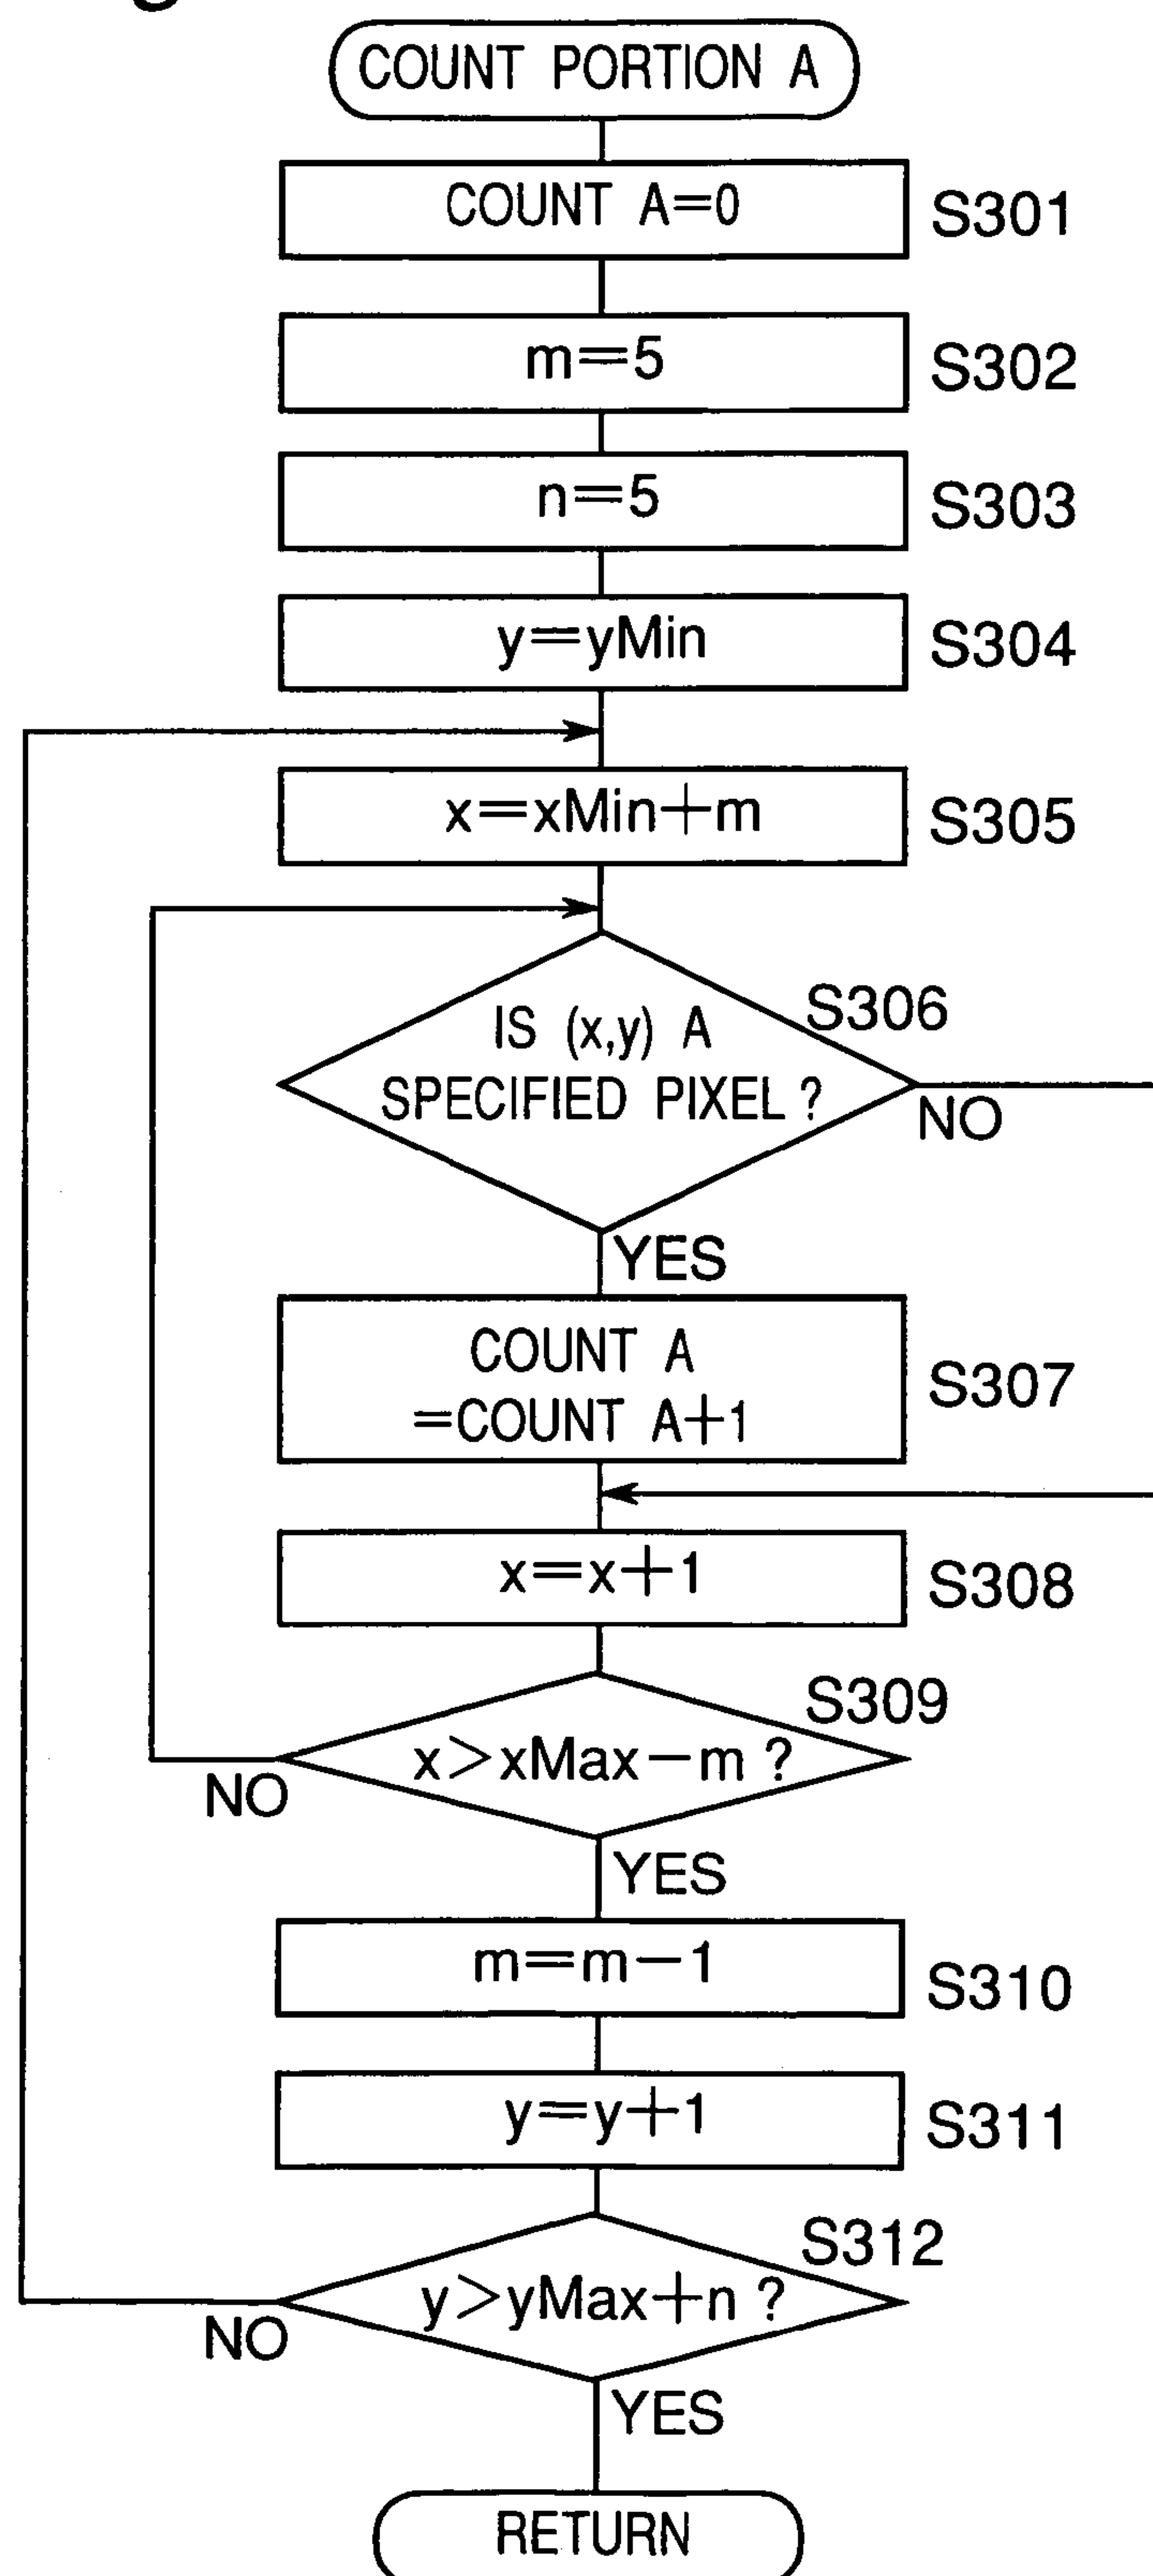 COUNT PORTION A
COUNT A=0
S301
m=5
S302
n=5
S303
y=yMin
S304
x=xMin+m
S305
S306
IS (x,y) A
SPECIFIED PIXEL ?
NO
YES
COUNT A
=COUNT A+1
S307
x=x+1
S308
S309
x>xMax-m ?
NO
YES
m=m-1
S310
y=y+1
S311
S312
y>yMax+n ?
NO
YES
RETURN